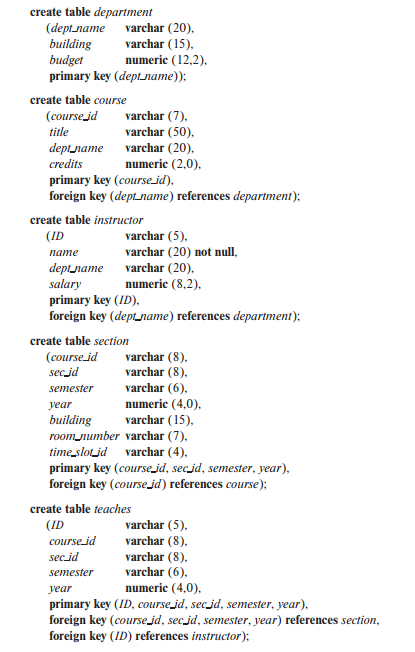 create table department
(dept_name varchar (20),
building varchar (15),
budget numeric (12,2),
primary key (dept_name));
create table course
(course_id varchar (7),
title varchar (50),
dept_name varchar (20),
credits numeric (2,0),
primary key (course_id),
foreign key (dept_name) references department);
create table instructor
(ID varchar (5),
name varchar (20) not null,
dept_name varchar (20),
salary numeric (8,2),
primary key (ID),
foreign key (dept_name) references department);
create table section
(course_id varchar (8),
sec_id varchar (8),
semester varchar (6),
year numeric (4,0),
building varchar (15),
room_number varchar (7),
time_slot_id varchar (4),
primary key (course_id, sec_id, semester, year),
foreign key (course_id) references course);
create table teaches
(ID varchar (5),
course_id varchar (8),
sec_id varchar (8),
semester varchar (6),
year numeric (4,0),
primary key (ID, course_id, sec_id, semester, year),
foreign key (course_id, sec_id, semester, year) references section,
foreign key (ID) references instructor);